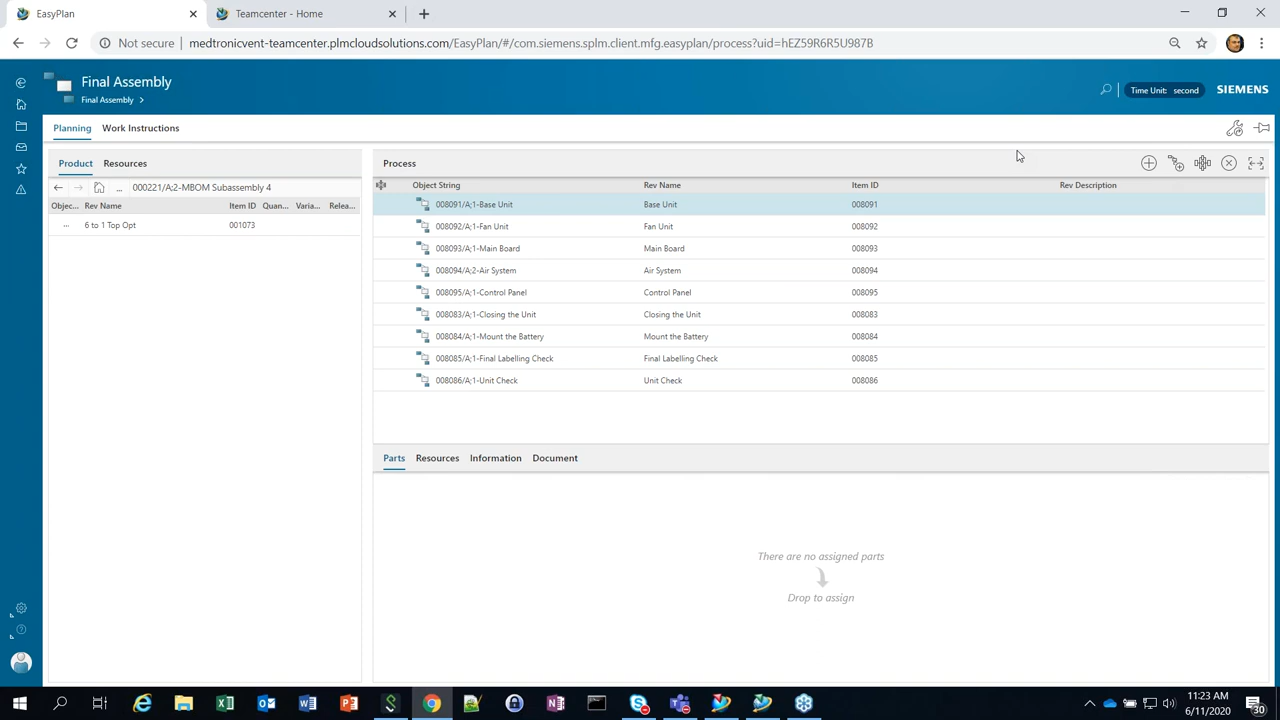 EasyPlan
Teamcenter - Home
Not secure
medtronicvent-teamcenter.plmcloudsolutions.com/EasyPlan/#/com.siemens.splm.client.mfg.easyplan/process?uid=hEZ59R6R5U987B
Final Assembly
Final Assembly >
Time Unit: second
SIEMENS
Planning Work Instructions
Product Resources
... 000221/A;2-MBOM Subassembly 4
Objec... Rev Name Item ID Quan... Varia... Relea...
... 6 to 1 Top Opt 001073
Process
Object String Rev Name Item ID Rev Description
008091/A;1-Base Unit Base Unit 008091
008092/A;1-Fan Unit Fan Unit 008092
008093/A;1-Main Board Main Board 008093
008094/A;2-Air System Air System 008094
008095/A;1-Control Panel Control Panel 008095
008083/A;1-Closing the Unit Closing the Unit 008083
008084/A;1-Mount the Battery Mount the Battery 008084
008085/A;1-Final Labelling Check Final Labelling Check 008085
008086/A;1-Unit Check Unit Check 008086
Parts Resources Information Document
There are no assigned parts
Drop to assign
11:23 AM
6/11/2020
30